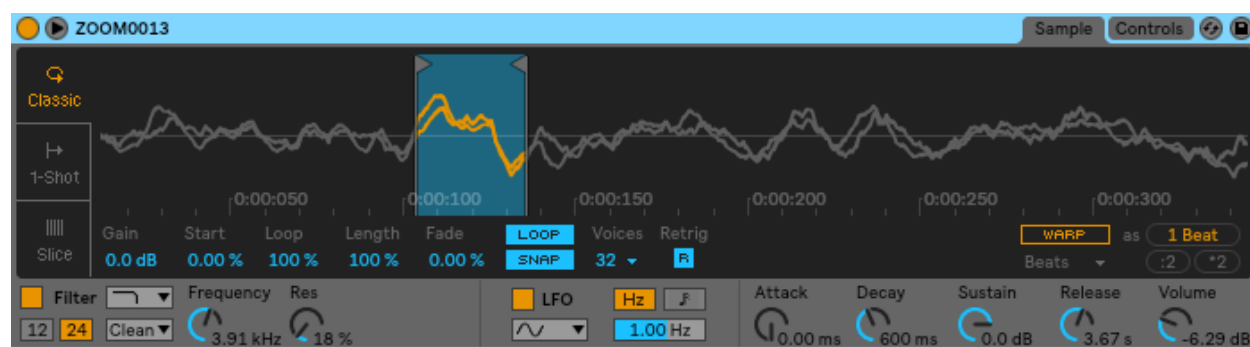 ZOOM0013 Sample Controls
Classic
1-Shot
Slice
0:00:050 0:00:100 0:00:150 0:00:200 0:00:250 0:00:300
Gain Start Loop Length Fade LOOP Voices Retrig WARP as 1 Beat
0.0 dB 0.00 % 100 % 100 % 0.00 % SNAP 32 R Beats :2 *2
Filter Frequency Res LFO Hz Attack Decay Sustain Release Volume
12 24 Clean 3.91 kHz 18 % 1.00 Hz 0.00 ms 600 ms 0.0 dB 3.67 s -6.29 dB